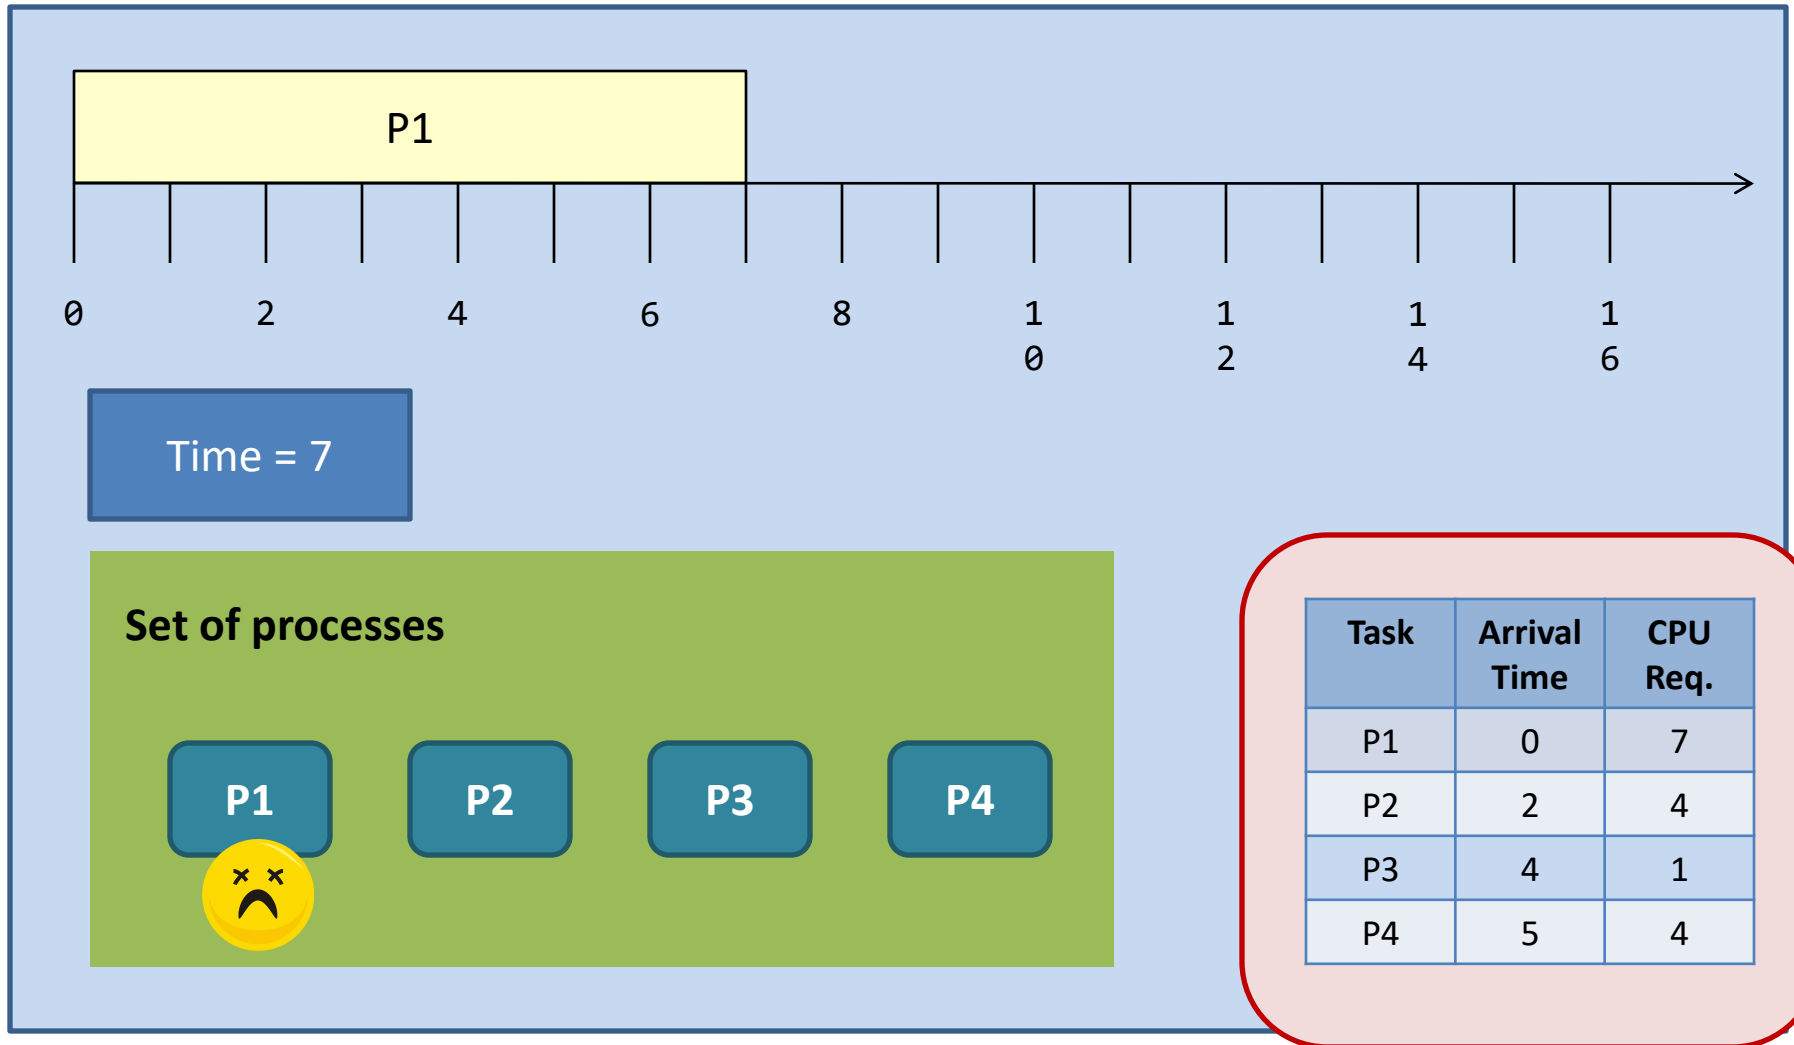 P1
0 2 4 6 8 1 1 1 1
0 2 4 6
Time = 7
Set of processes
P1 P2 P3 P4
Task Arrival CPU
Time Req.
P1 0 7
P2 2 4
P3 4 1
P4 5 4